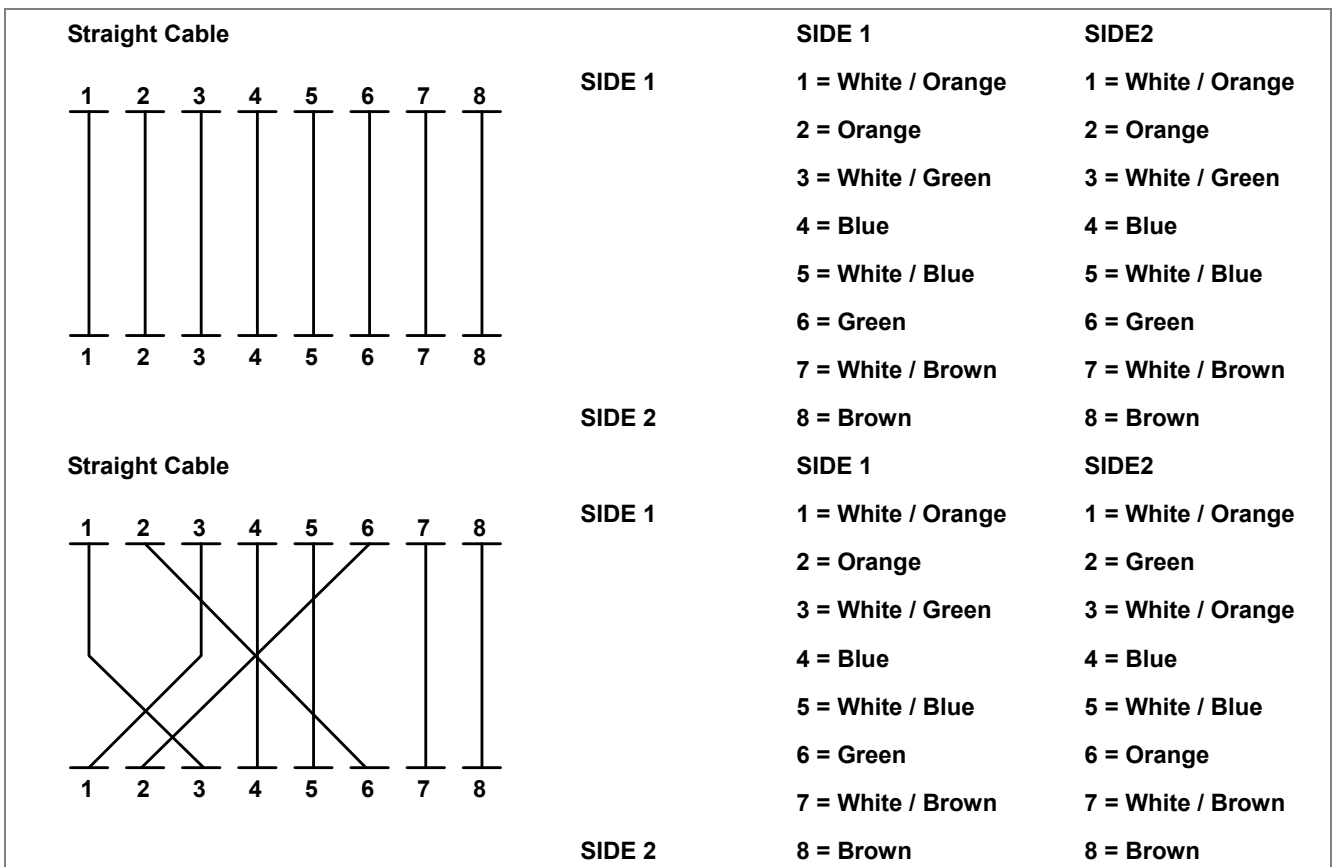 Straight Cable SIDE 1 SIDE2
1 2 3 4 5 6 7 8 SIDE 1 1 = White / Orange 1 = White / Orange
2 = Orange 2 = Orange
3 = White / Green 3 = White / Green
4 = Blue 4 = Blue
5 = White / Blue 5 = White / Blue
6 = Green 6 = Green
1 2 3 4 5 6 7 8
7 = White / Brown 7 = White / Brown
SIDE 2 8 = Brown 8 = Brown
Straight Cable SIDE 1 SIDE2
1 2 3 4 5 6 7 8 SIDE 1 1 = White / Orange 1 = White / Orange
2 = Orange 2 = Green
3 = White / Green 3 = White / Orange
4 = Blue 4 = Blue
5 = White / Blue 5 = White / Blue
6 = Green 6 = Orange
1 2 3 4 5 6 7 8
7 = White / Brown 7 = White / Brown
SIDE 2 8 = Brown 8 = Brown